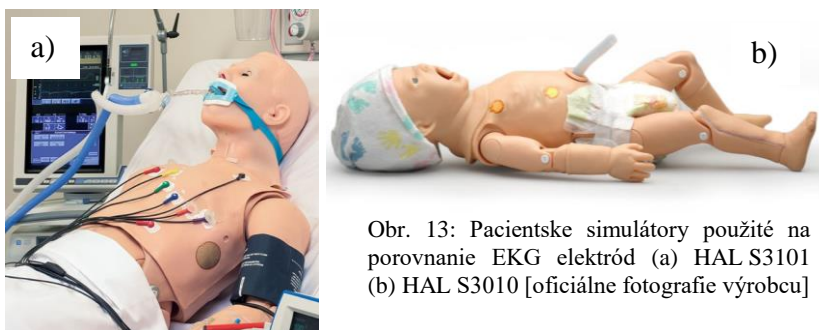 a)
b)
Obr. 13: Pacientske simulátory použité na
porovnanie EKG elektród (a) HAL S3101
(b) HAL S3010 [oficiálne fotografie výrobcu]